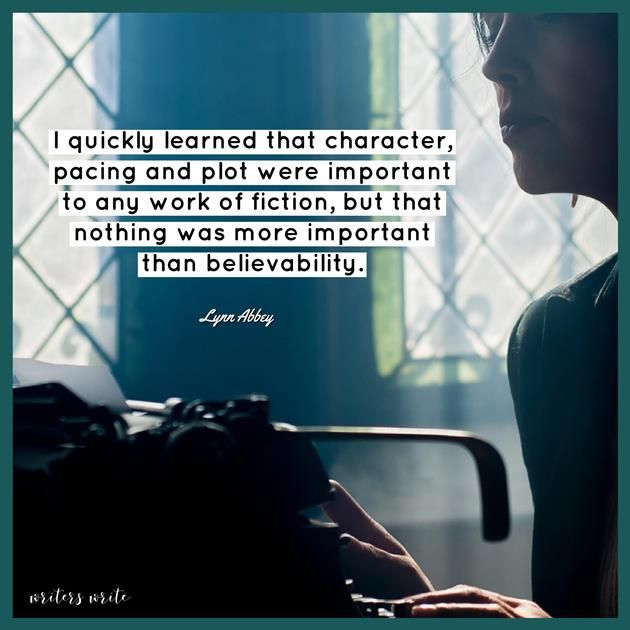 I quickly learned that character,
pacing and plot were important
to any work of fiction, but that
nothing was more important
than believability.
Lynn Abbey
writers write